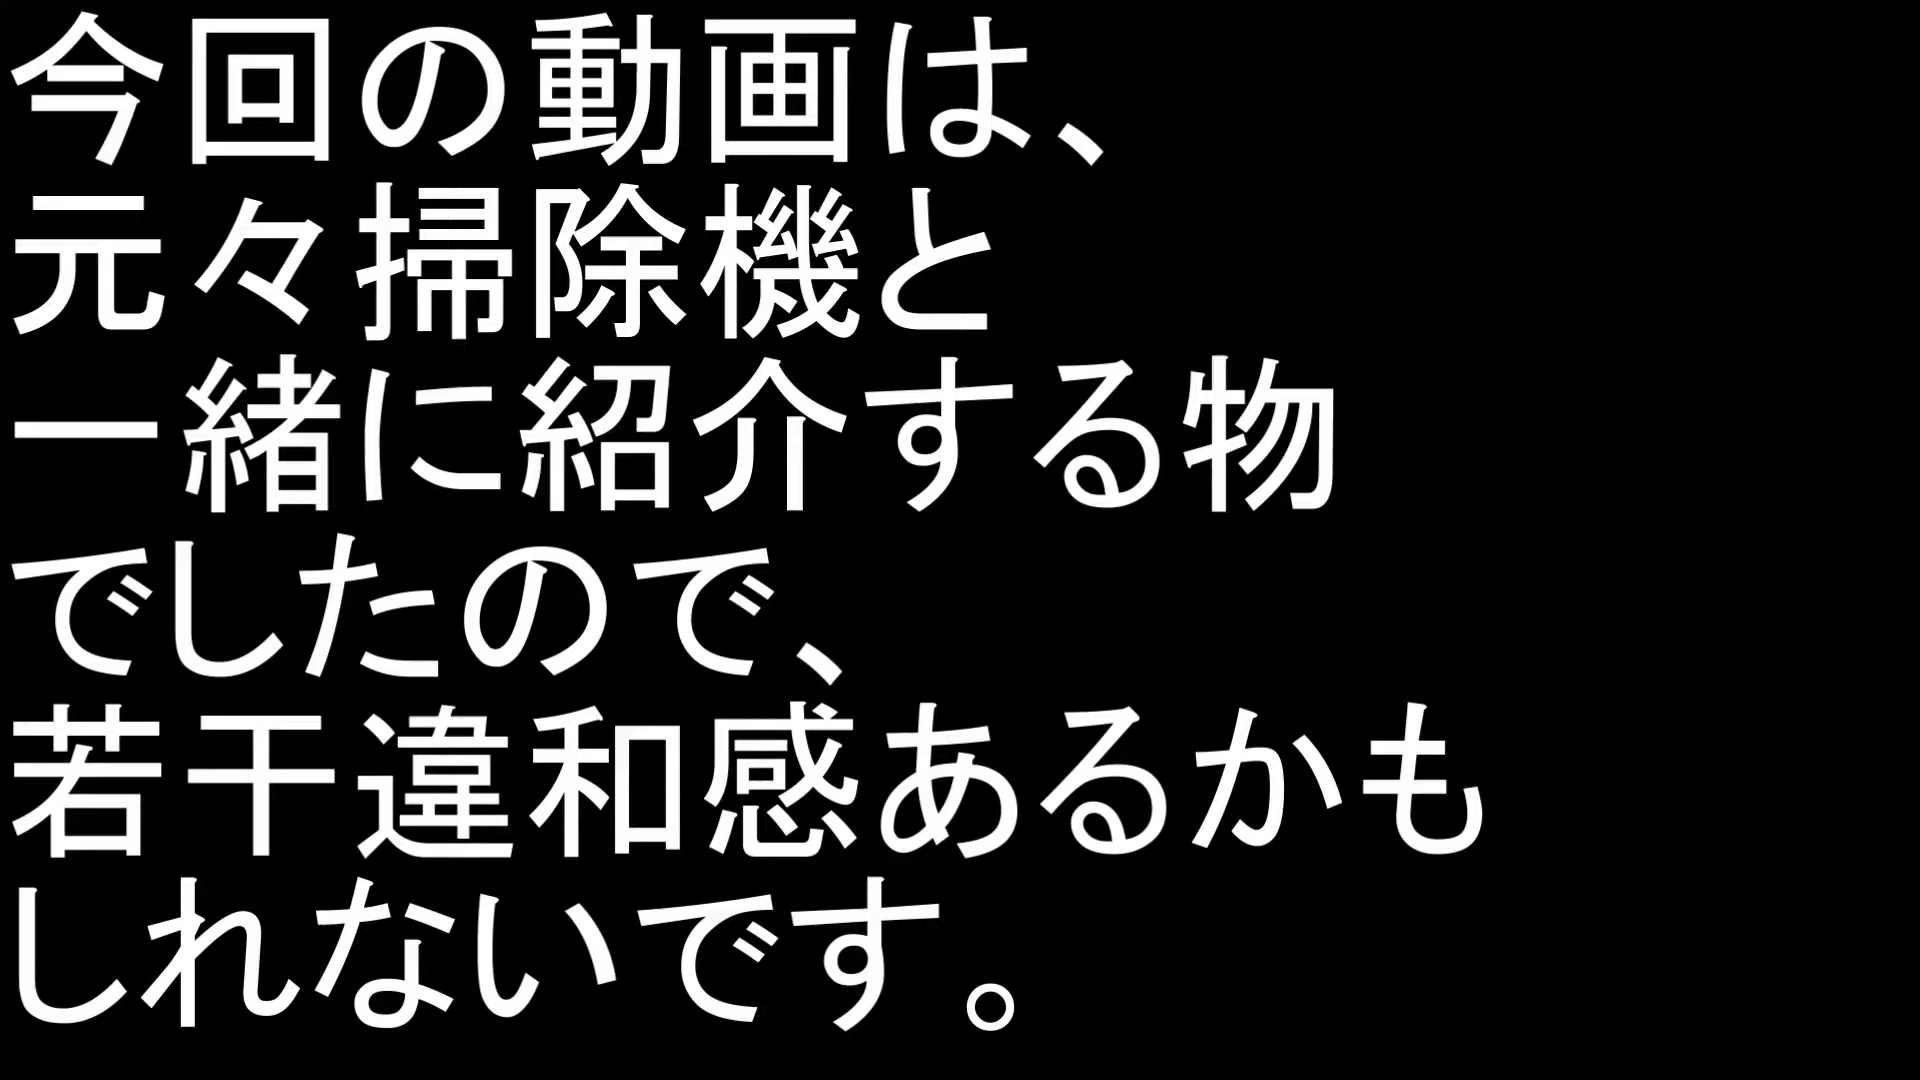 今回の動画は、
元々掃除機と
一緒に紹介する物
でしたので、
若干違和感あるかも
しれないです。